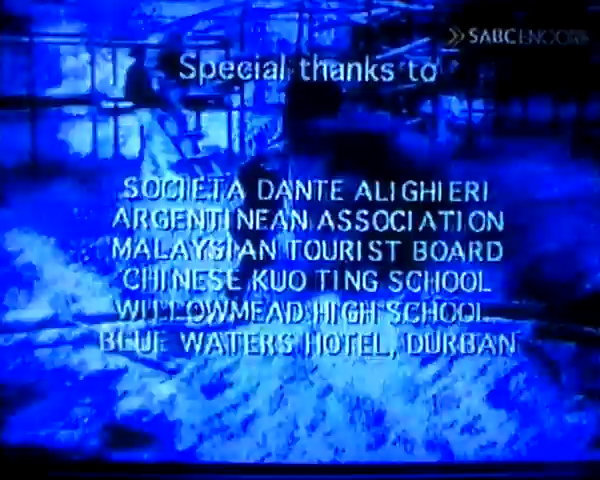 SABC ENCORE
Special thanks to
SOCIETA DANTE ALIGHIERI
ARGENTINEAN ASSOCIATION
MALAYSIAN TOURIST BOARD
CHINESE KUO TING SCHOOL
WILLOWMEAD HIGH SCHOOL
BLUE WATERS HOTEL, DURBAN